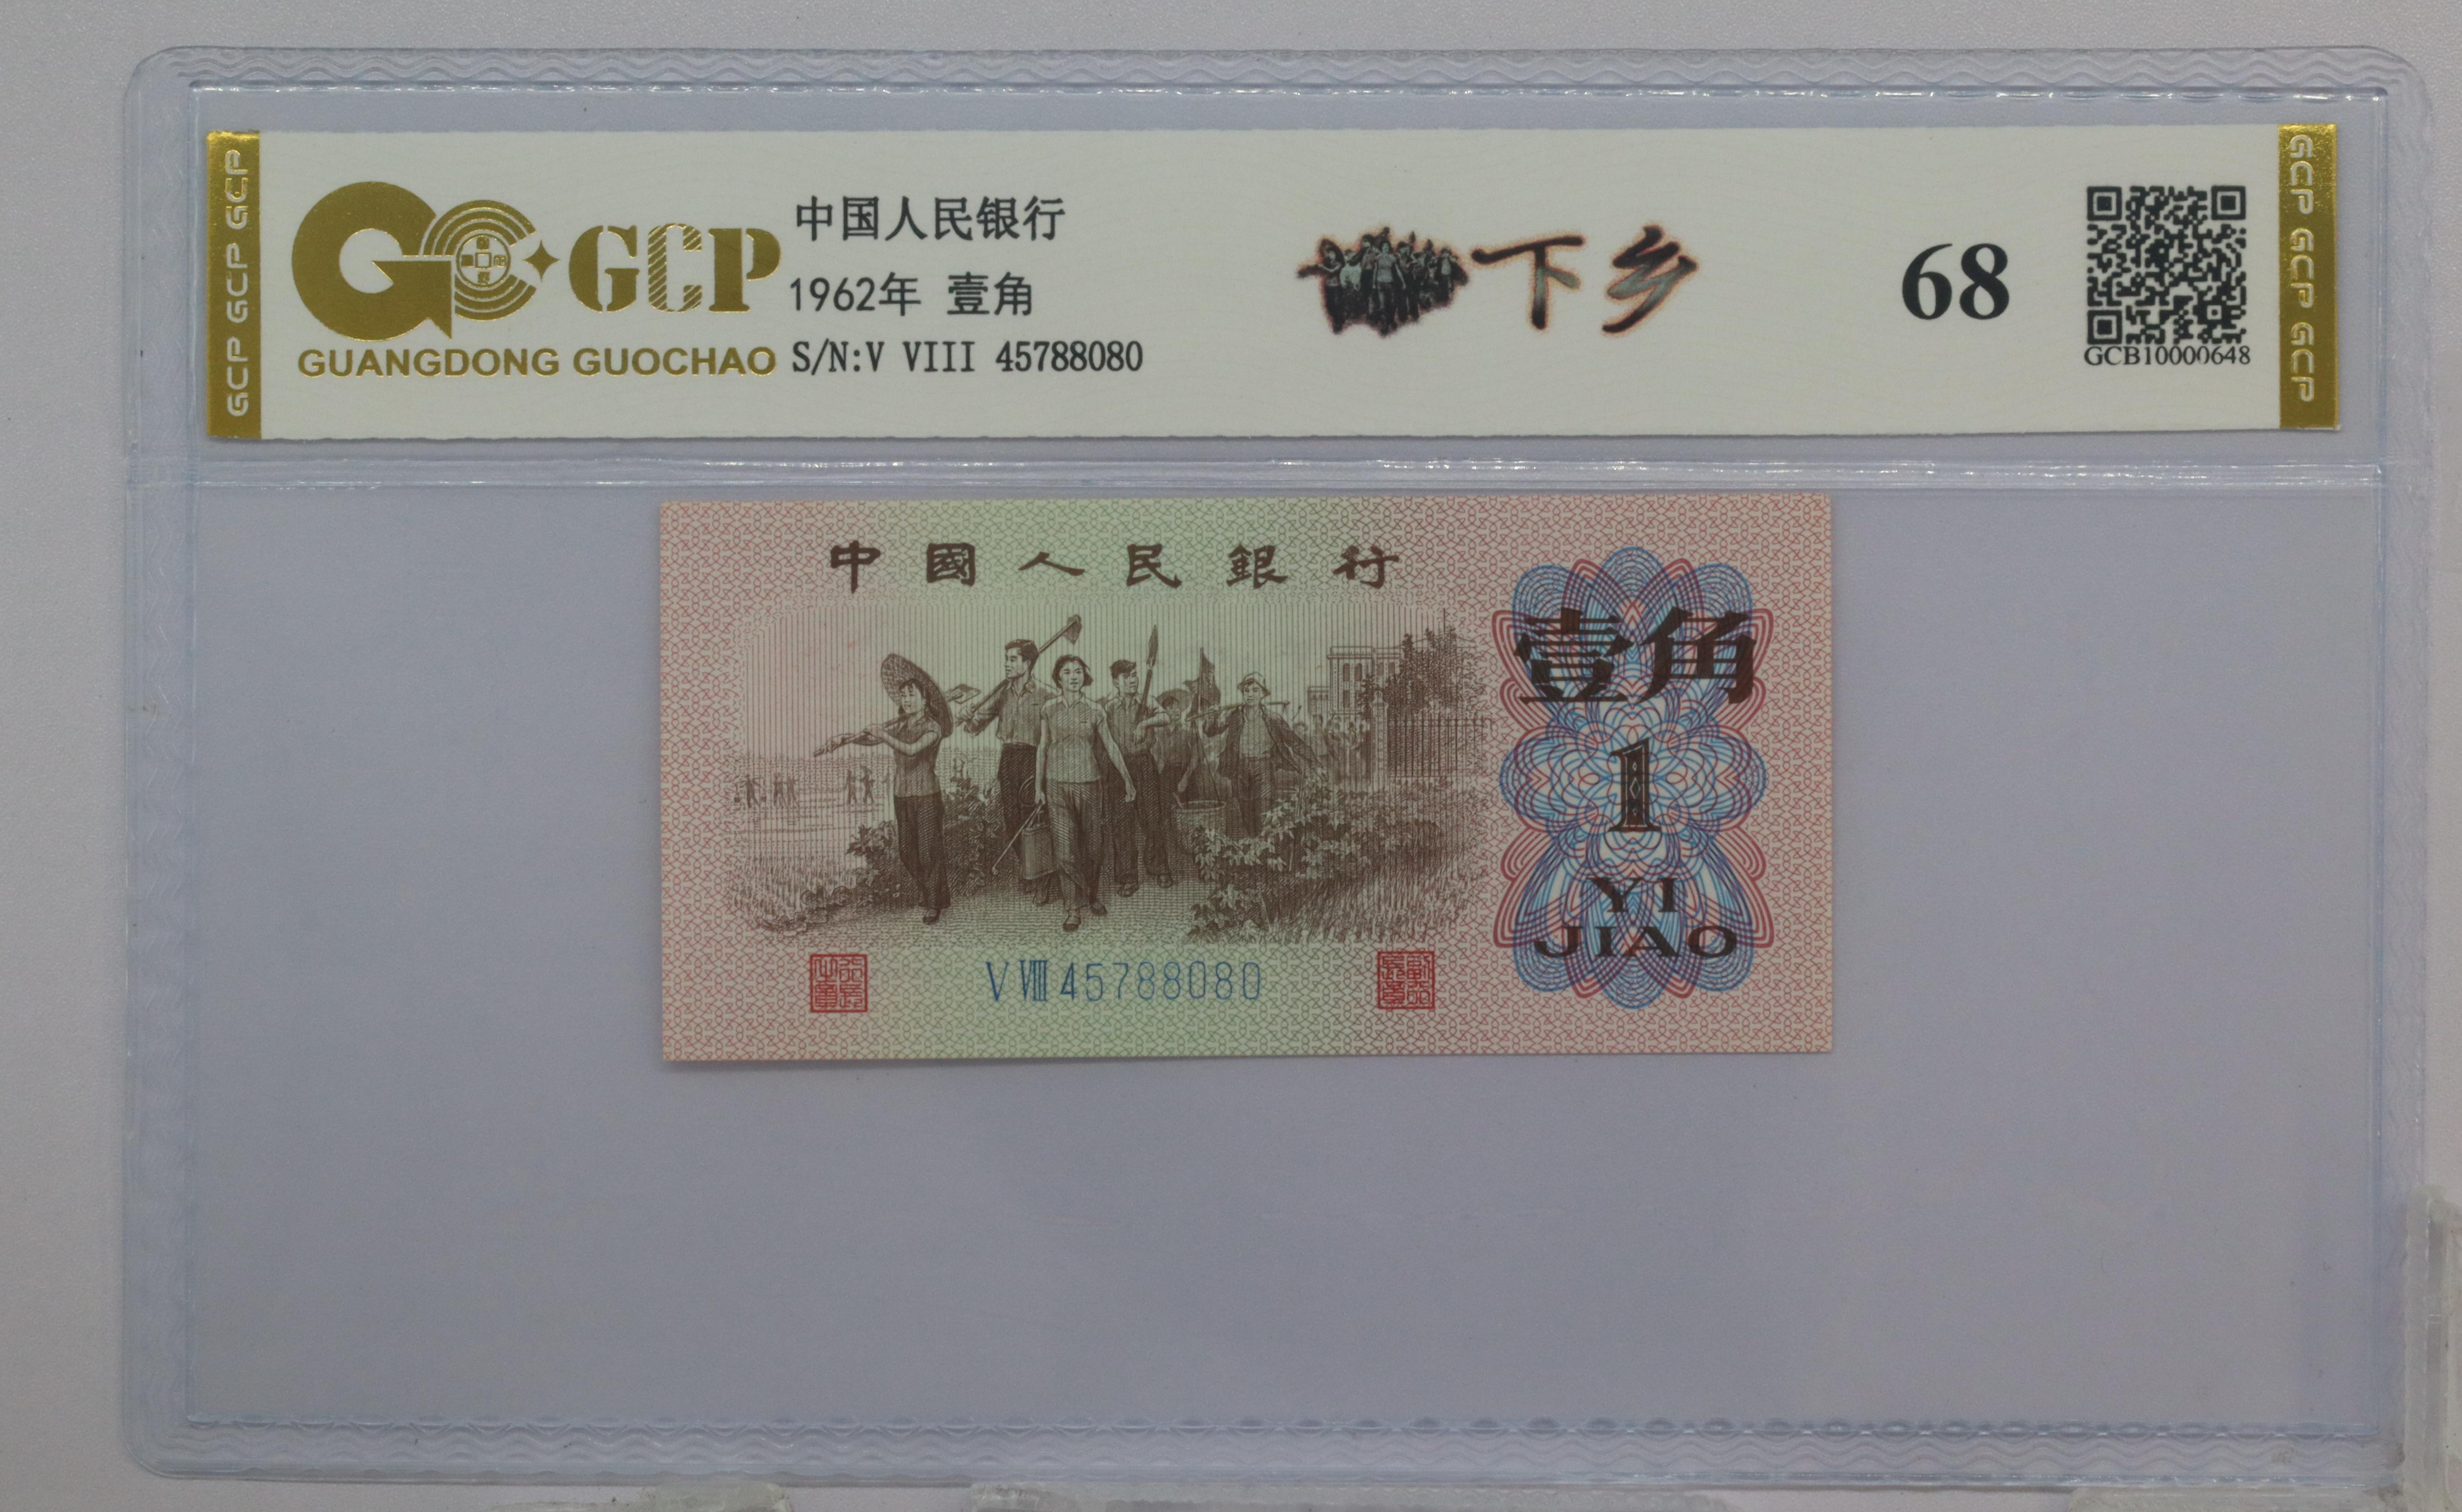 GCP GCP GCP
GCP
GUANGDONG GUOCHAO
中国人民银行
1962年 壹角
S/N:V VIII 45788080
下乡
68
GCB10000648
GCP GCP GCP
中國人民銀行
壹角
1
YI
JIAO
V VIII 45788080